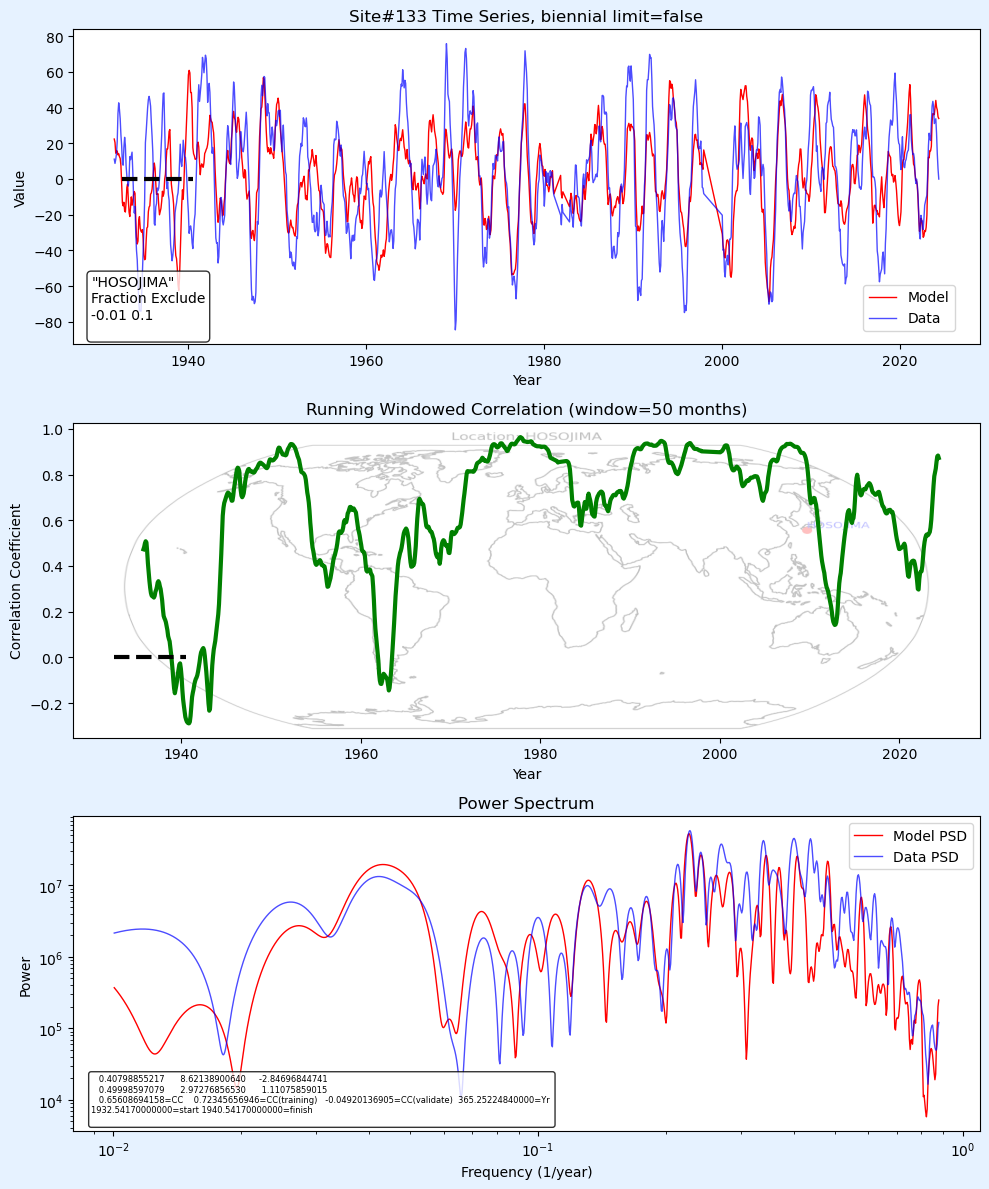 Site#133 Time Series, biennial limit=false
80
60
40
20
0
−20
−40
−60
−80
Value
"HOSOJIMA"
Fraction Exclude
-0.01 0.1
Model
Data
1940 1960 1980 2000 2020
Year
Running Windowed Correlation (window=50 months)
Location: HOSOJIMA
HOSOJIMA
1.0
0.8
0.6
0.4
0.2
0.0
−0.2
Correlation Coefficient
1940 1960 1980 2000 2020
Year
Power Spectrum
Model PSD
Data PSD
10⁷
10⁶
10⁵
10⁴
Power
0.40798855217 8.62138900640 -2.84696844741
0.49998597079 2.97276856530 1.11075859015
0.65608694158=CC 0.72345656946=CC(training) -0.04920136905=CC(validate) 365.25224840000=Yr
1932.54170000000=start 1940.54170000000=finish
10⁻² 10⁻¹ 10⁰
Frequency (1/year)